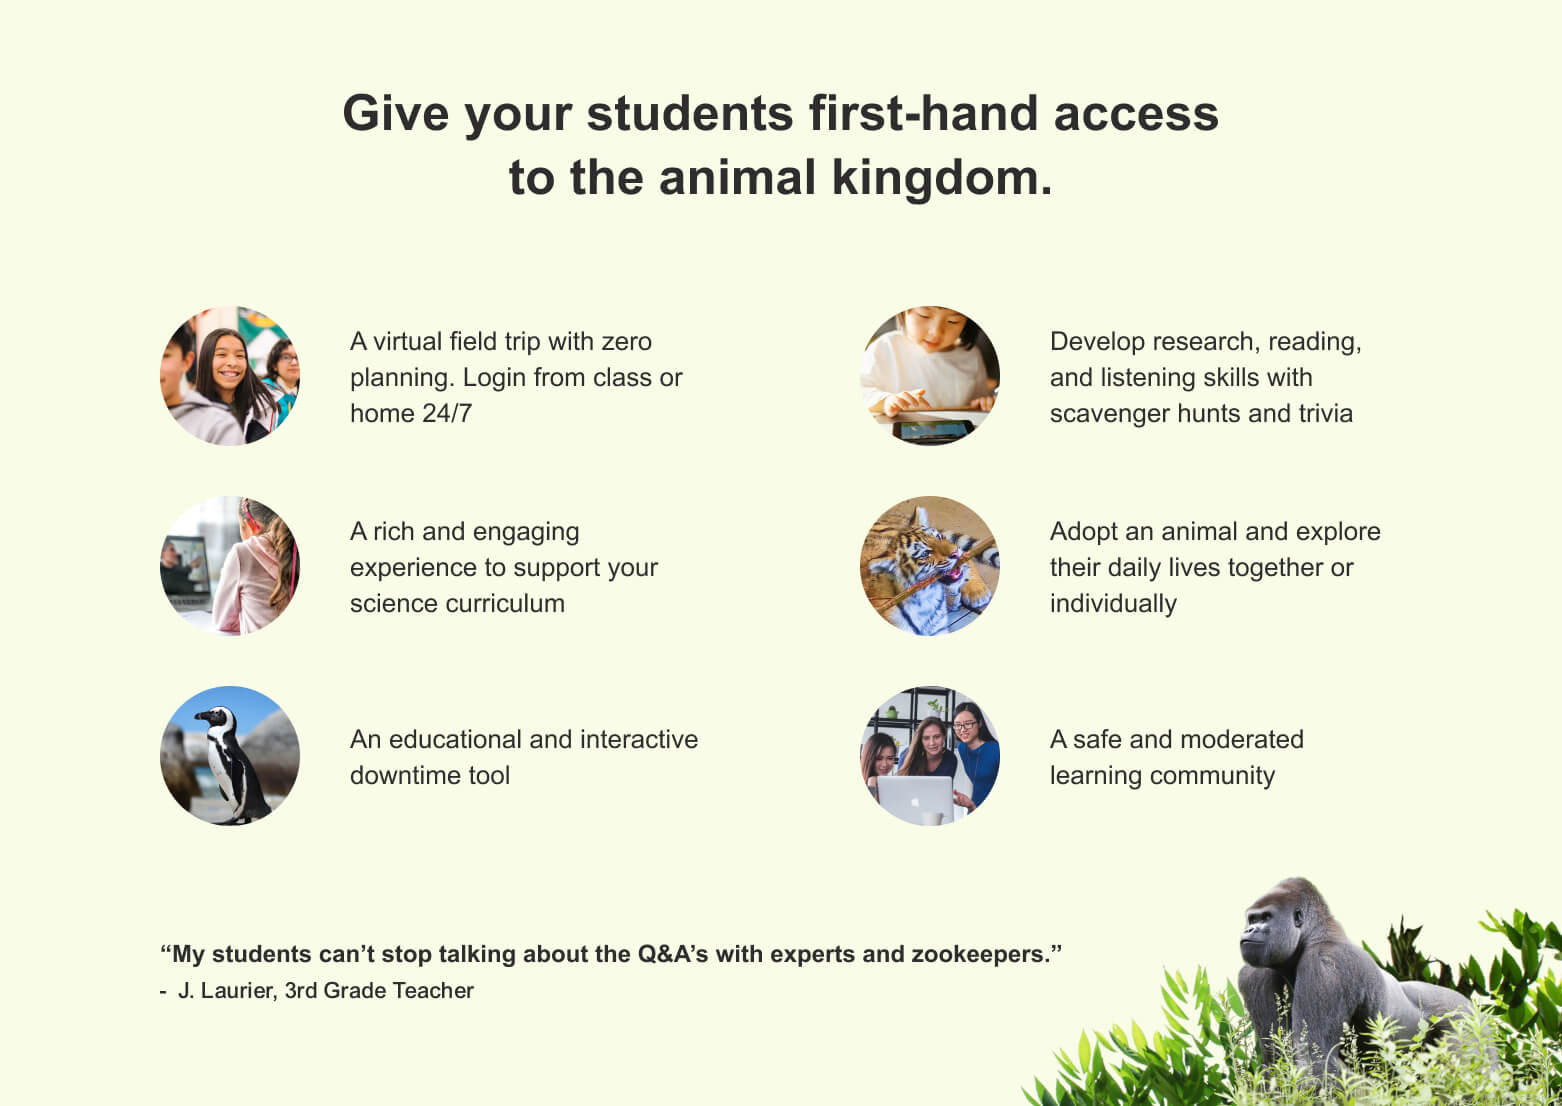 Give your students first-hand access
to the animal kingdom.
A virtual field trip with zero
planning. Login from class or
home 24/7
Develop research, reading,
and listening skills with
scavenger hunts and trivia
A rich and engaging
experience to support your
science curriculum
Adopt an animal and explore
their daily lives together or
individually
An educational and interactive
downtime tool
A safe and moderated
learning community
“My students can’t stop talking about the Q&A’s with experts and zookeepers.”
- J. Laurier, 3rd Grade Teacher